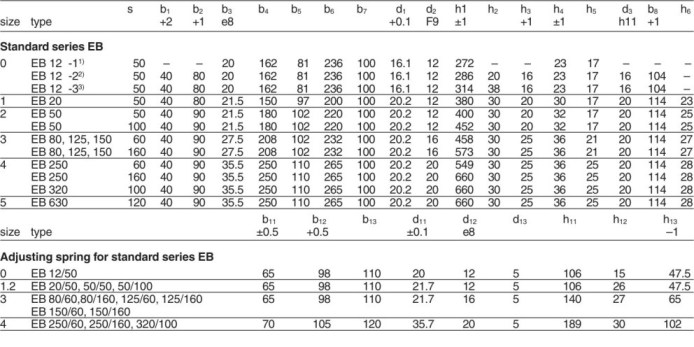 s b₁ b₂ b₃ b₄ b₅ b₆ b₇ d₁ d₂ h1 h₂ h₃ h₄ h₅ d₃ b₈ h₆
size type +2 +1 e8 +0.1 F9 ±1 +1 ±1 h11 +1
Standard series EB
0 EB 12 -1¹⁾ 50 – – 20 162 81 236 100 16.1 12 272 – – 23 17 – – –
EB 12 -2²⁾ 50 40 80 20 162 81 236 100 16.1 12 286 20 16 23 17 16 104 –
EB 12 -3³⁾ 50 40 80 20 162 81 236 100 16.1 12 314 38 16 23 17 16 104 –
1 EB 20 50 40 80 21.5 150 97 200 100 20.2 12 380 30 20 30 17 20 114 23
2 EB 50 50 40 90 21.5 180 102 220 100 20.2 12 400 30 20 32 17 20 114 25
EB 50 100 40 90 21.5 180 102 220 100 20.2 12 452 30 20 32 17 20 114 25
3 EB 80, 125, 150 60 40 90 27.5 208 102 232 100 20.2 16 458 30 25 36 21 20 114 27
EB 80, 125, 150 160 40 90 27.5 208 102 232 100 20.2 16 573 30 25 36 21 20 114 27
4 EB 250 60 40 90 35.5 250 110 265 100 20.2 20 549 30 25 36 25 20 114 28
EB 250 160 40 90 35.5 250 110 265 100 20.2 20 660 30 25 36 25 20 114 28
EB 320 100 40 90 35.5 250 110 265 100 20.2 20 660 30 25 36 25 20 114 28
5 EB 630 120 40 90 35.5 250 110 265 100 20.2 20 660 30 25 36 25 20 114 28
b₁₁ b₁₂ b₁₃ d₁₁ d₁₂ d₁₃ h₁₁ h₁₂ h₁₃
size type ±0.5 +0.5 ±0.1 e8 –1
Adjusting spring for standard series EB
0 EB 12/50 65 98 110 20 12 5 106 15 47.5
1.2 EB 20/50, 50/50, 50/100 65 98 110 21.7 12 5 106 26 47.5
3 EB 80/60,80/160, 125/60, 125/160 65 98 110 21.7 16 5 140 27 65
EB 150/60, 150/160
4 EB 250/60, 250/160, 320/100 70 105 120 35.7 20 5 189 30 102